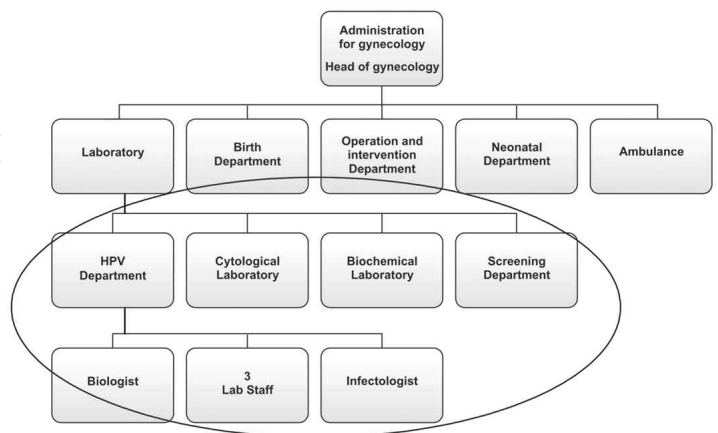 Administration
for gynecology
Head of gynecology
Laboratory
Birth
Department
Operation and
intervention
Department
Neonatal
Department
Ambulance
HPV
Department
Cytological
Laboratory
Biochemical
Laboratory
Screening
Department
Biologist
3
Lab Staff
Infectologist